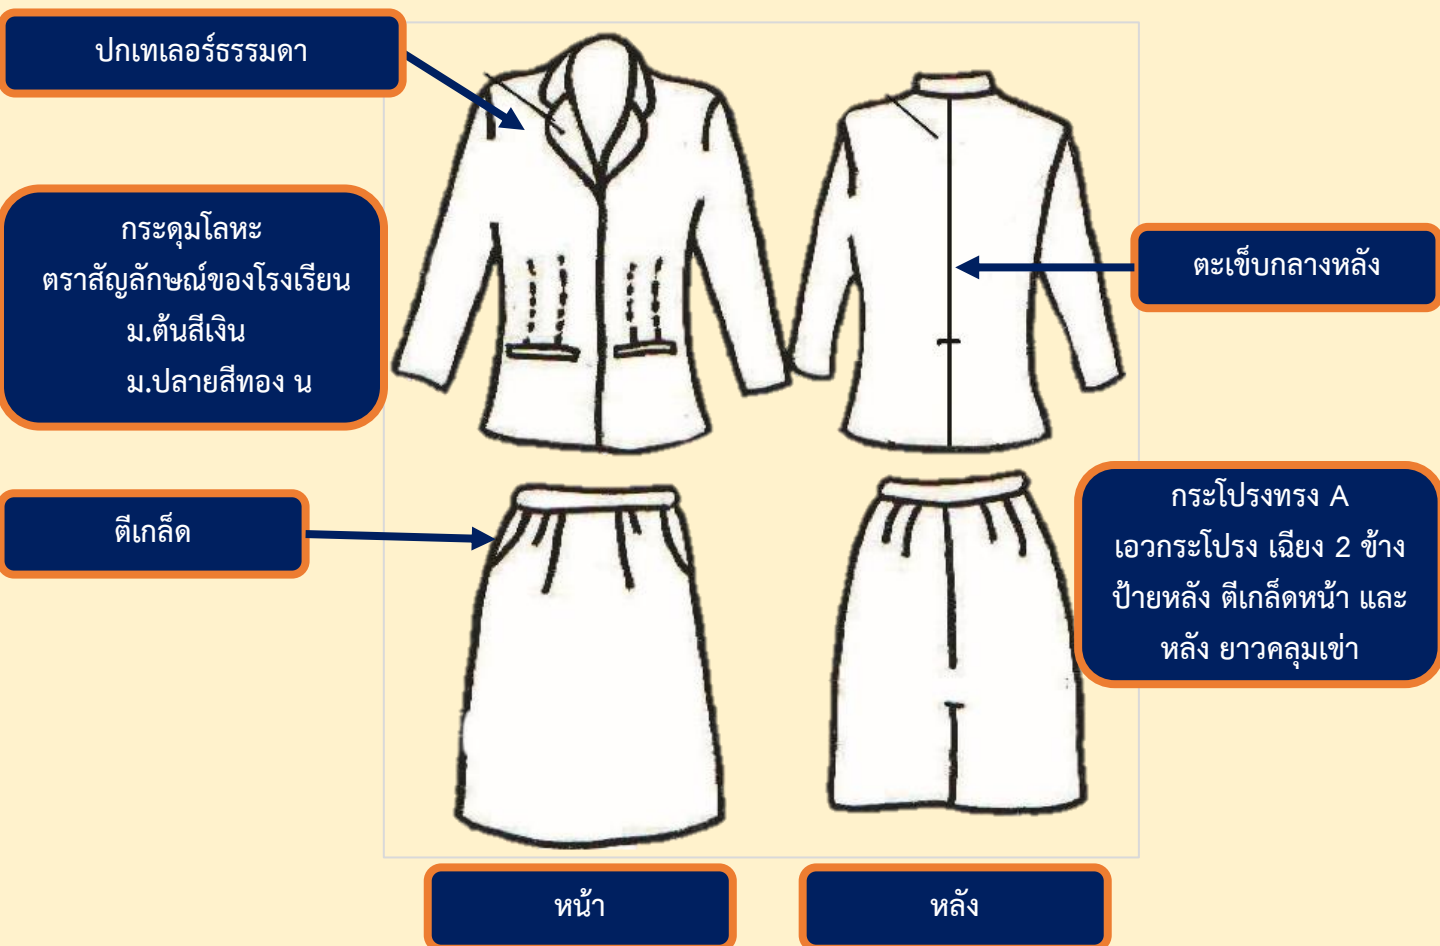 ปกเทเลอร์ธรรมดา
กระดุมโลหะ
ตราสัญลักษณ์ของโรงเรียน
ม.ต้นสีเงิน
ม.ปลายสีทอง น
ตะเข็บกลางหลัง
ตีเกล็ด
กระโปรงทรง A
เอวกระโปรง เฉียง 2 ข้าง
ป้ายหลัง ตีเกล็ดหน้า และ
หลัง ยาวคลุมเข่า
หน้า
หลัง